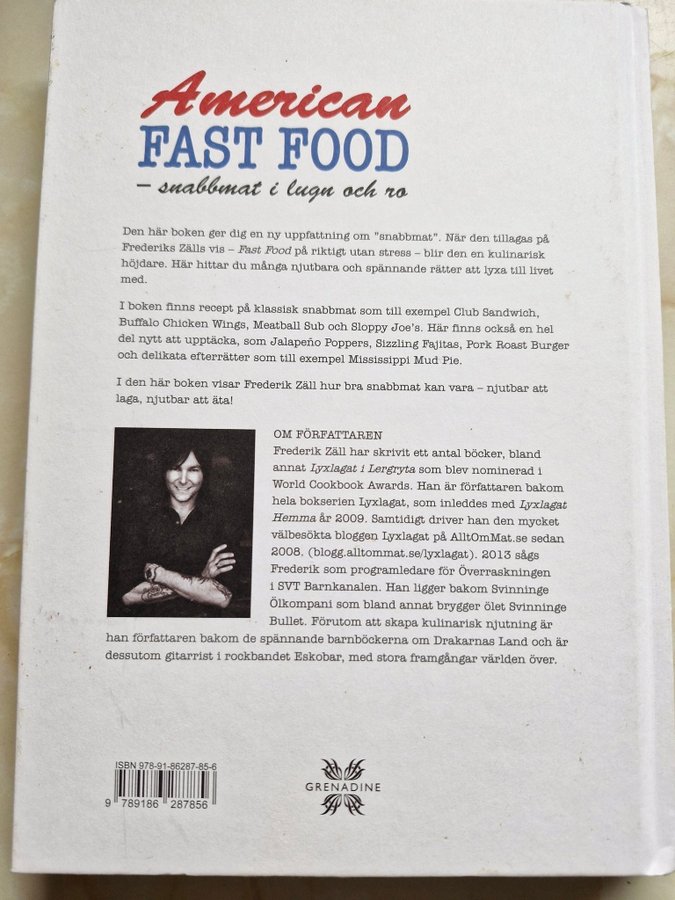 American
FAST FOOD
– snabbmat i lugn och ro
Den här boken ger dig en ny uppfattning om "snabbmat". När den tillagas på
Frederiks Zälls vis – Fast Food på riktigt utan stress – blir den en kulinarisk
höjdare. Här hittar du många njutbara och spännande rätter att lyxa till livet
med.
I boken finns recept på klassisk snabbmat som till exempel Club Sandwich,
Buffalo Chicken Wings, Meatball Sub och Sloppy Joe's. Här finns också en hel
del nytt att upptäcka, som Jalapeño Poppers, Sizzling Fajitas, Pork Roast Burger
och delikata efterrätter som till exempel Mississippi Mud Pie.
I den här boken visar Frederik Zäll hur bra snabbmat kan vara – njutbar att
laga, njutbar att äta!
OM FÖRFATTAREN
Frederik Zäll har skrivit ett antal böcker, bland
annat Lyxlagat i Lergryta som blev nominerad i
World Cookbook Awards. Han är författaren bakom
hela bokserien Lyxlagat, som inleddes med Lyxlagat
Hemma år 2009. Samtidigt driver han den mycket
välbesökta bloggen Lyxlagat på AlltOmMat.se sedan
2008. (blogg.alltommat.se/lyxlagat). 2013 sågs
Frederik som programledare för Överraskningen
i SVT Barnkanalen. Han ligger bakom Svinninge
Ölkompani som bland annat brygger ölet Svinninge
Bullet. Förutom att skapa kulinarisk njutning är
han författaren bakom de spännande barnböckerna om Drakarnas Land och är
dessutom gitarrist i rockbandet Eskobar, med stora framgångar världen över.
ISBN 978-91-86287-85-6
9 789186 287856
GRENADINE